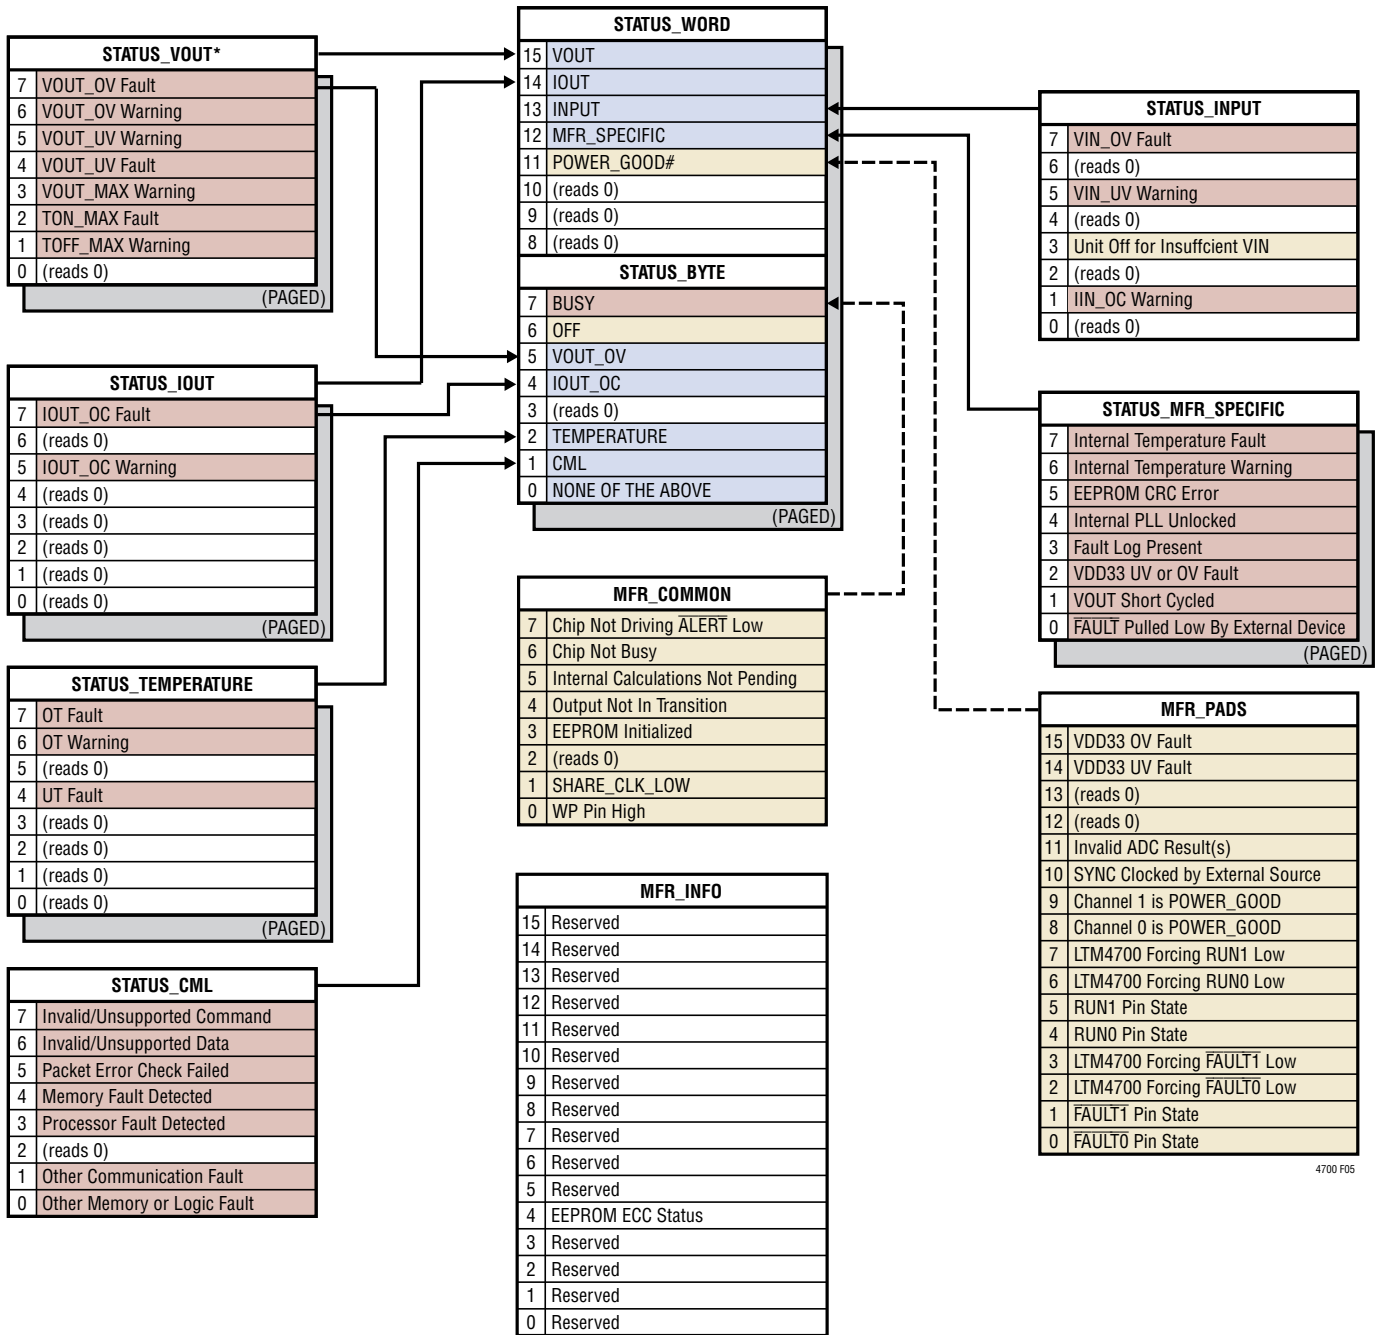 STATUS_VOUT*
7 VOUT_OV Fault
6 VOUT_OV Warning
5 VOUT_UV Warning
4 VOUT_UV Fault
3 VOUT_MAX Warning
2 TON_MAX Fault
1 TOFF_MAX Warning
0 (reads 0)
(PAGED)
STATUS_IOUT
7 IOUT_OC Fault
6 (reads 0)
5 IOUT_OC Warning
4 (reads 0)
3 (reads 0)
2 (reads 0)
1 (reads 0)
0 (reads 0)
(PAGED)
STATUS_TEMPERATURE
7 OT Fault
6 OT Warning
5 (reads 0)
4 UT Fault
3 (reads 0)
2 (reads 0)
1 (reads 0)
0 (reads 0)
(PAGED)
STATUS_CML
7 Invalid/Unsupported Command
6 Invalid/Unsupported Data
5 Packet Error Check Failed
4 Memory Fault Detected
3 Processor Fault Detected
2 (reads 0)
1 Other Communication Fault
0 Other Memory or Logic Fault
STATUS_WORD
15 VOUT
14 IOUT
13 INPUT
12 MFR_SPECIFIC
11 POWER_GOOD#
10 (reads 0)
9 (reads 0)
8 (reads 0)
STATUS_BYTE
7 BUSY
6 OFF
5 VOUT_OV
4 IOUT_OC
3 (reads 0)
2 TEMPERATURE
1 CML
0 NONE OF THE ABOVE
(PAGED)
MFR_COMMON
7 Chip Not Driving ALERT Low
6 Chip Not Busy
5 Internal Calculations Not Pending
4 Output Not In Transition
3 EEPROM Initialized
2 (reads 0)
1 SHARE_CLK_LOW
0 WP Pin High
MFR_INFO
15 Reserved
14 Reserved
13 Reserved
12 Reserved
11 Reserved
10 Reserved
9 Reserved
8 Reserved
7 Reserved
6 Reserved
5 Reserved
4 EEPROM ECC Status
3 Reserved
2 Reserved
1 Reserved
0 Reserved
STATUS_INPUT
7 VIN_OV Fault
6 (reads 0)
5 VIN_UV Warning
4 (reads 0)
3 Unit Off for Insuffcient VIN
2 (reads 0)
1 IIN_OC Warning
0 (reads 0)
STATUS_MFR_SPECIFIC
7 Internal Temperature Fault
6 Internal Temperature Warning
5 EEPROM CRC Error
4 Internal PLL Unlocked
3 Fault Log Present
2 VDD33 UV or OV Fault
1 VOUT Short Cycled
0 FAULT Pulled Low By External Device
(PAGED)
MFR_PADS
15 VDD33 OV Fault
14 VDD33 UV Fault
13 (reads 0)
12 (reads 0)
11 Invalid ADC Result(s)
10 SYNC Clocked by External Source
9 Channel 1 is POWER_GOOD
8 Channel 0 is POWER_GOOD
7 LTM4700 Forcing RUN1 Low
6 LTM4700 Forcing RUN0 Low
5 RUN1 Pin State
4 RUN0 Pin State
3 LTM4700 Forcing FAULT1 Low
2 LTM4700 Forcing FAULT0 Low
1 FAULT1 Pin State
0 FAULT0 Pin State
4700 F05